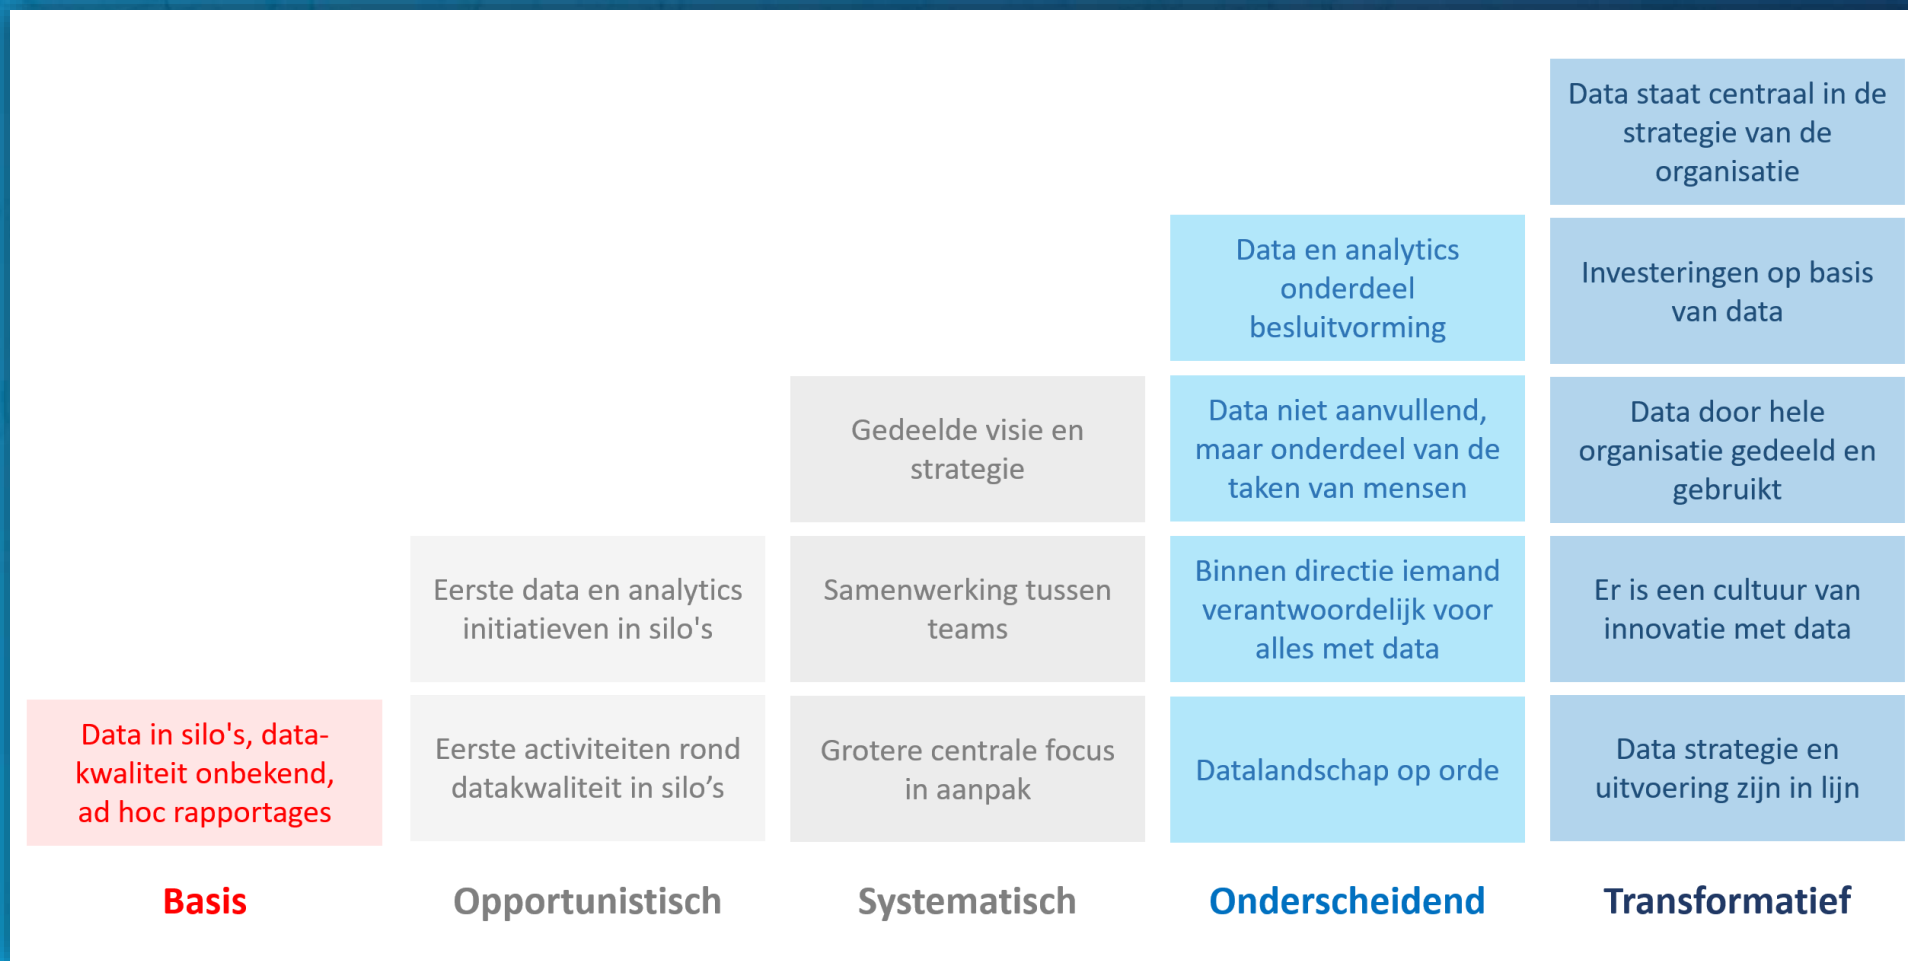 Data in silo's, data-
kwaliteit onbekend,
ad hoc rapportages
Basis
Eerste data en analytics
initiatieven in silo's
Eerste activiteiten rond
datakwaliteit in silo’s
Opportunistisch
Gedeelde visie en
strategie
Samenwerking tussen
teams
Grotere centrale focus
in aanpak
Systematisch
Data en analytics
onderdeel
besluitvorming
Data niet aanvullend,
maar onderdeel van de
taken van mensen
Binnen directie iemand
verantwoordelijk voor
alles met data
Datalandschap op orde
Onderscheidend
Data staat centraal in de
strategie van de
organisatie
Investeringen op basis
van data
Data door hele
organisatie gedeeld en
gebruikt
Er is een cultuur van
innovatie met data
Data strategie en
uitvoering zijn in lijn
Transformatief